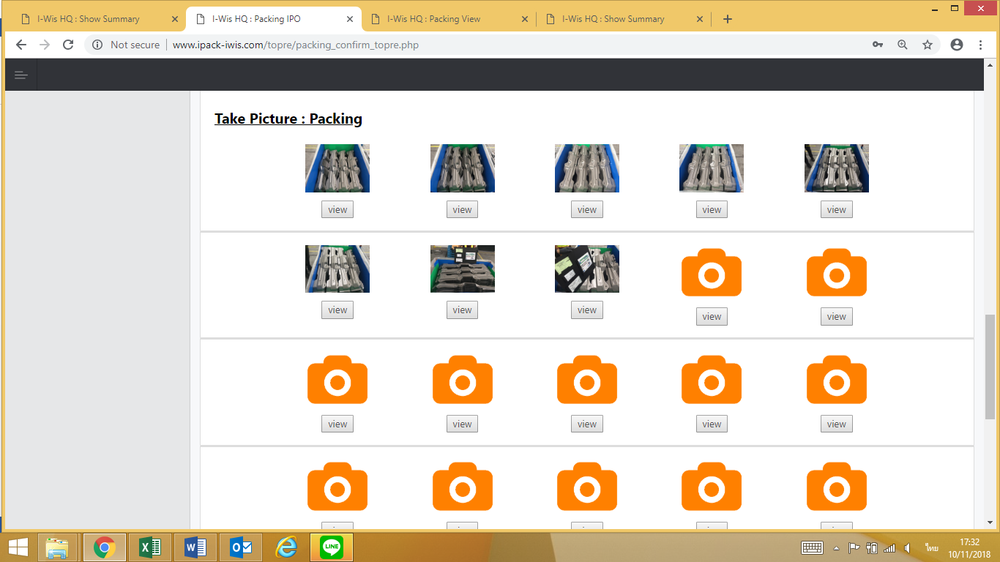 I-Wis HQ : Show Summary
I-Wis HQ : Packing IPO
I-Wis HQ : Packing View
I-Wis HQ : Show Summary
Not secure
www.ipack-iwis.com/topre/packing_confirm_topre.php
Take Picture : Packing
view view view view view
view view view view view
view view view view view
LINE
ไทย
17:32
10/11/2018